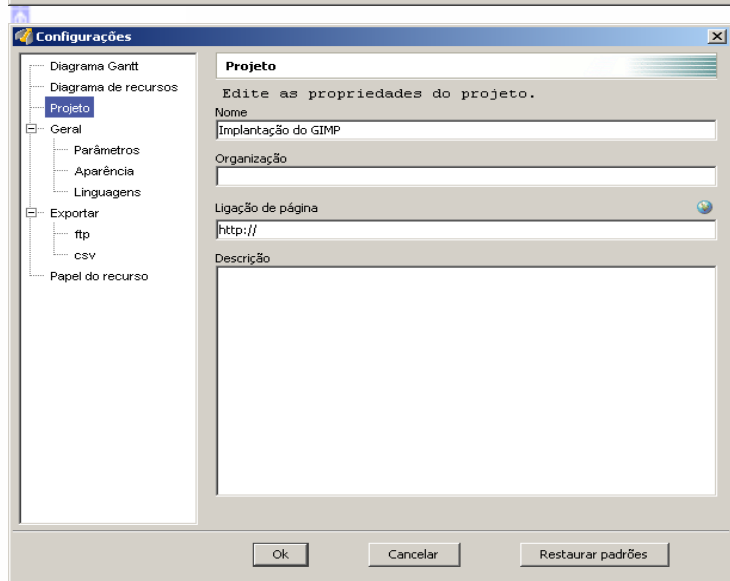 Configurações
Diagrama Gantt
Diagrama de recursos
Projeto
Geral
Parâmetros
Aparência
Linguagens
Exportar
ftp
csv
Papel do recurso
Projeto
Edite as propriedades do projeto.
Nome
Implantação do GIMP
Organização
Ligação de página
http://
Descrição
Ok
Cancelar
Restaurar padrões